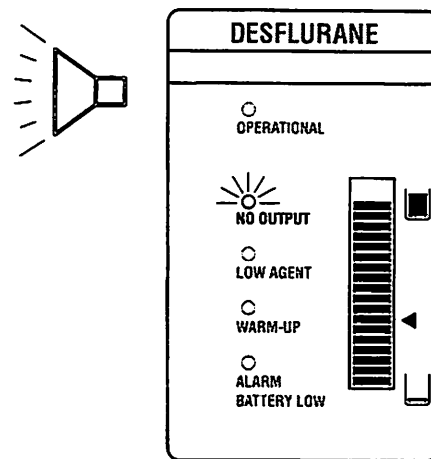 DESFLURANE
OPERATIONAL
NO OUTPUT
LOW AGENT
WARM-UP
ALARM
BATTERY LOW